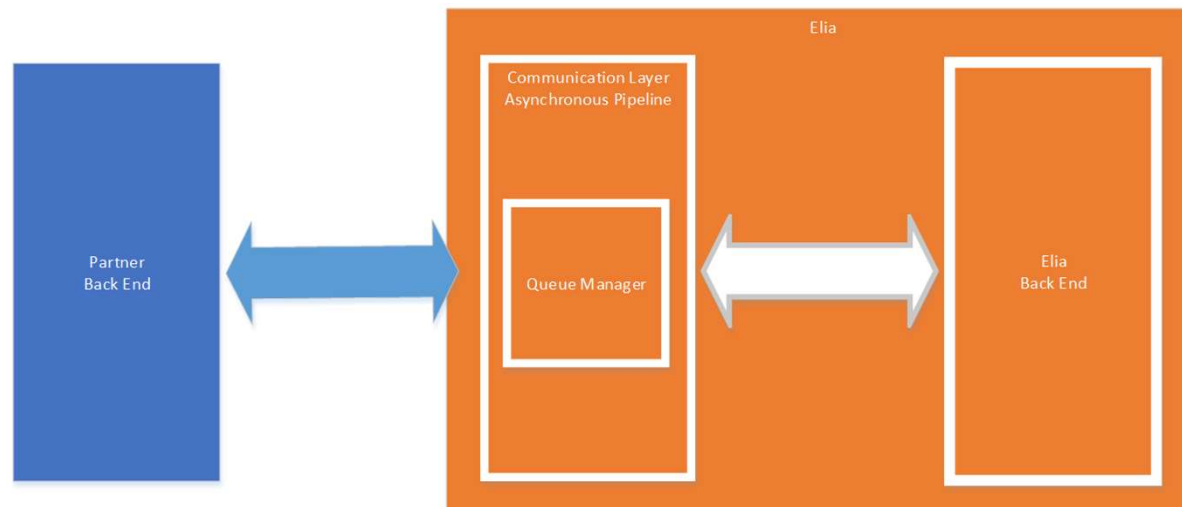 Elia
Communication Layer
Asynchronous Pipeline
Partner
Back End
Queue Manager
Elia
Back End